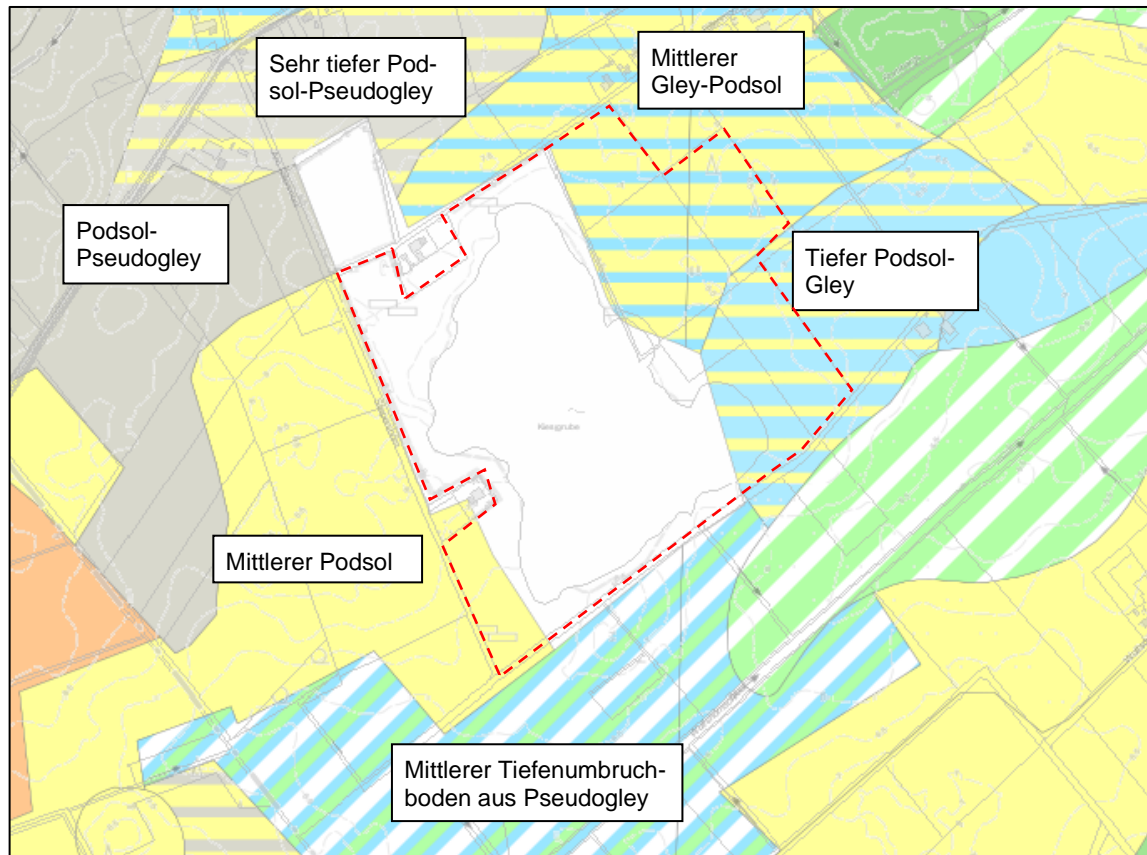 Sehr tiefer Pod-
sol-Pseudogley
Mittlerer
Gley-Podsol
Podsol-
Pseudogley
Tiefer Podsol-
Gley
Kiesgrube
Mittlerer Podsol
Mittlerer Tiefenumbruch-
boden aus Pseudogley